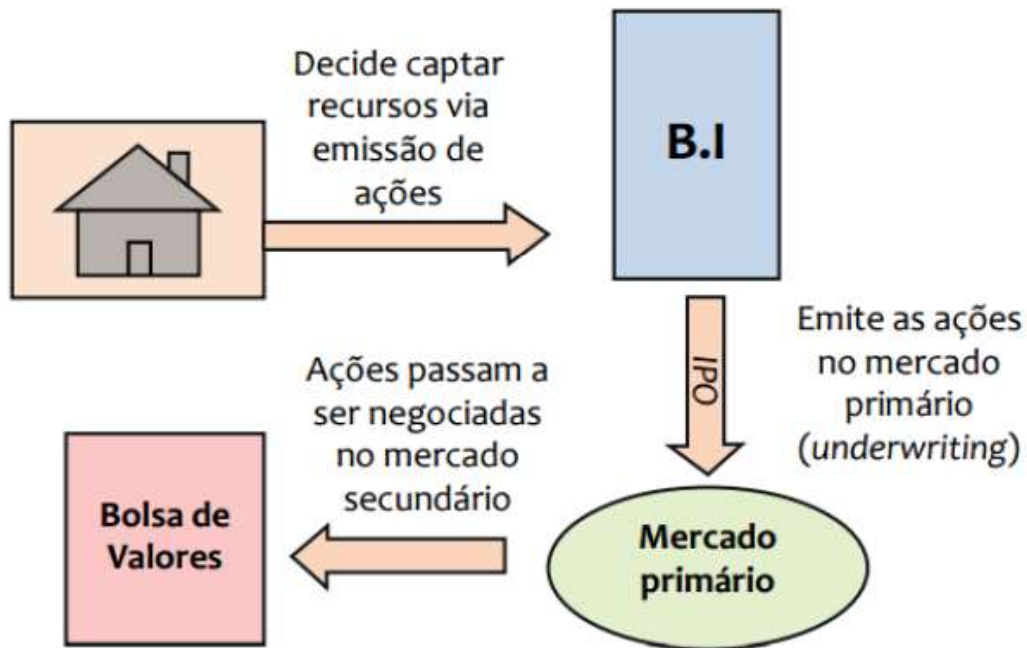 Decide captar
recursos via
emissão de
ações
B.I
IPO
Emite as ações
no mercado
primário
(underwriting)
Mercado
primário
Ações passam a
ser negociadas
no mercado
secundário
Bolsa de
Valores